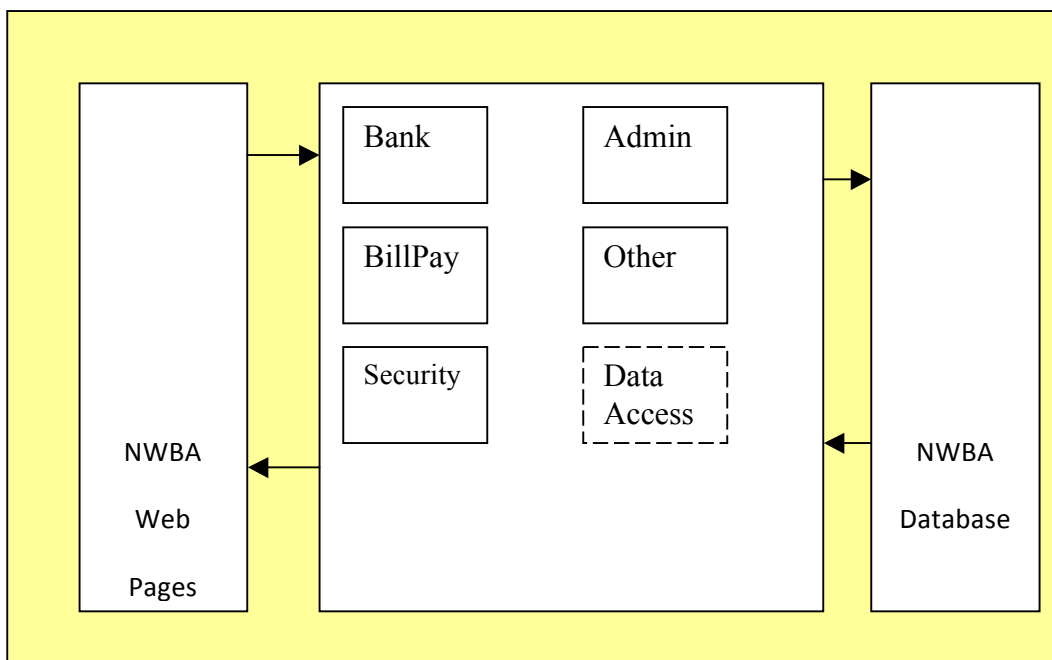 NWBA
Web
Pages
Bank
Admin
BillPay
Other
Security
Data
Access
NWBA
Database